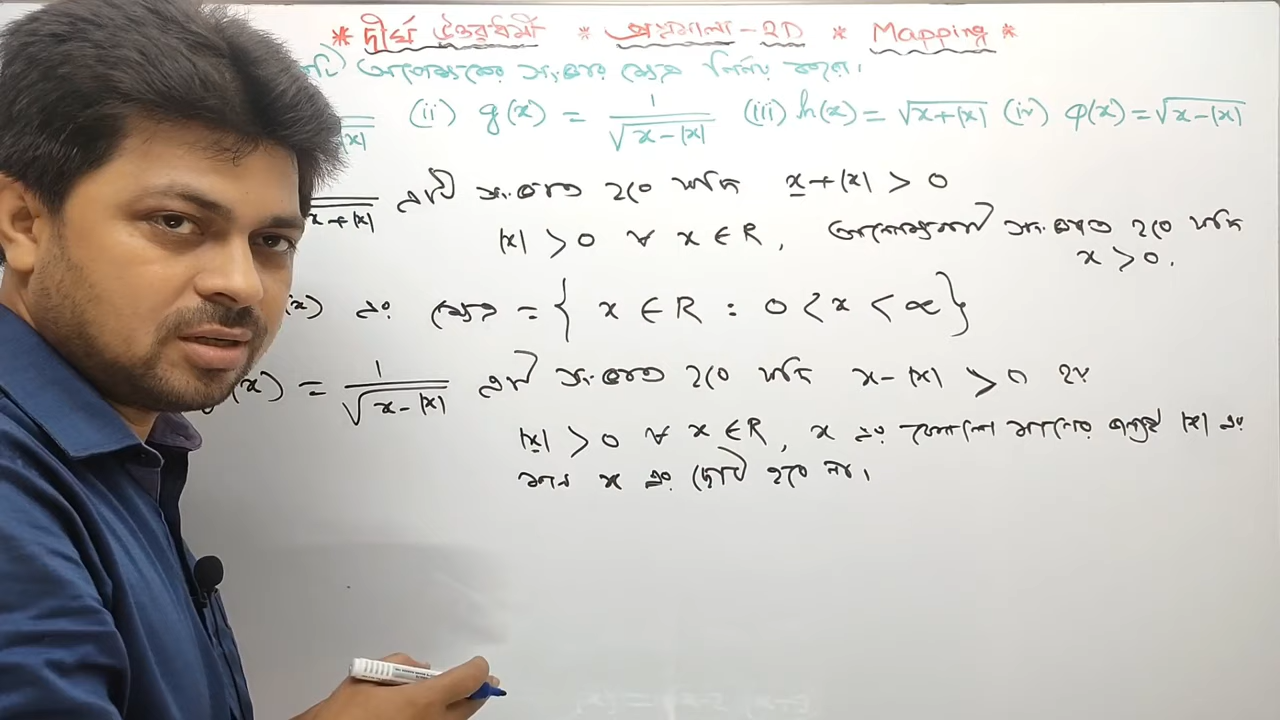 * দীর্ঘ উত্তরধর্মী * প্রশ্নমালা - 2D * Mapping *
অপেক্ষকের সংজ্ঞার ক্ষেত্র নির্ণয় করো।
(ii) g(x) = 1/√(x-|x|) (iii) h(x) = √(x+|x|) (iv) φ(x) = √(x-|x|)
√(x+|x|) এটি সংজ্ঞাত হবে যদি x+|x| > 0
|x| > 0 ∀ x ∈ R, অপেক্ষকটি সংজ্ঞাত হবে যদি
x > 0.
(x) এর ক্ষেত্র = { x ∈ R : 0 < x < ∝ }
(x) = 1/√(x-|x|) এটি সংজ্ঞাত হবে যদি x-|x| > 0 হয়
|x| > 0 ∀ x ∈ R, x এর কোনো মানের জন্যই |x| এর
মান x এর ছোট হবে না।